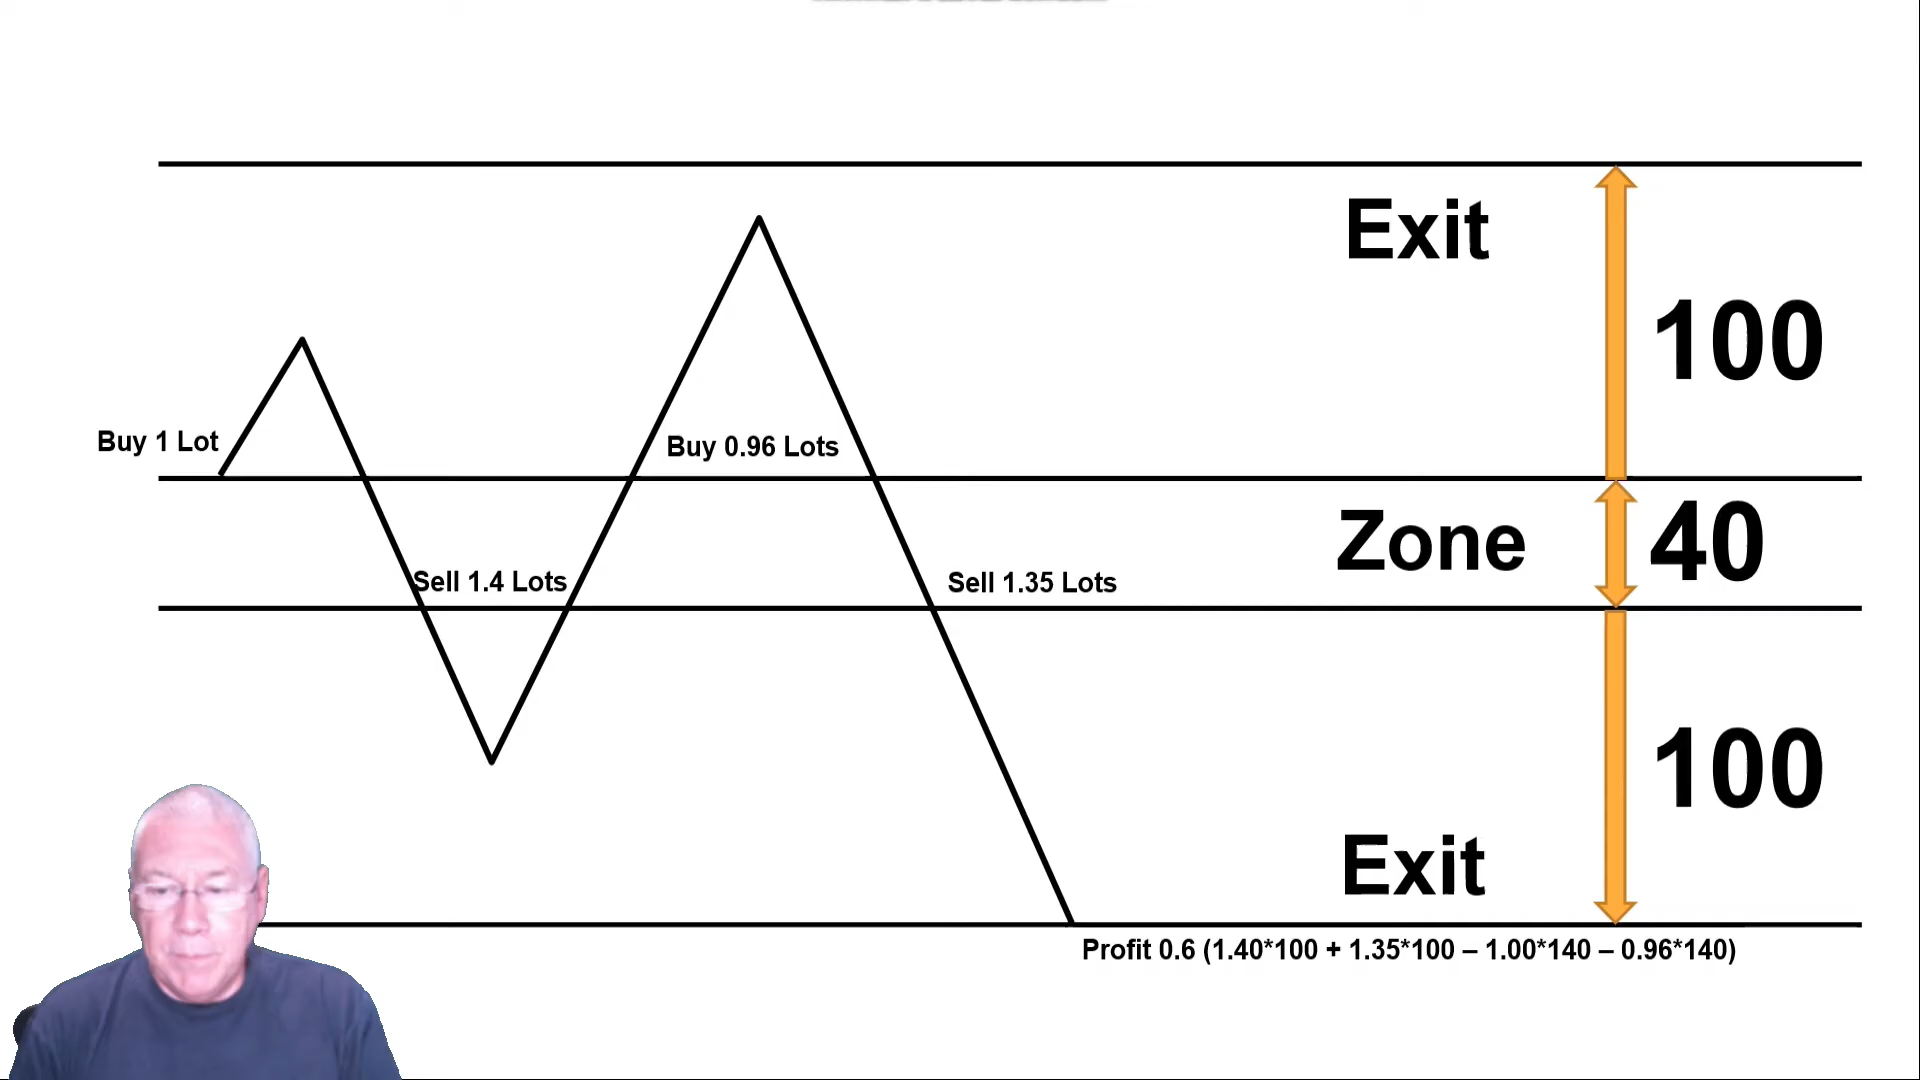 Exit
100
Buy 1 Lot
Buy 0.96 Lots
Zone
40
Sell 1.4 Lots
Sell 1.35 Lots
100
Exit
Profit 0.6 (1.40*100 + 1.35*100 – 1.00*140 – 0.96*140)